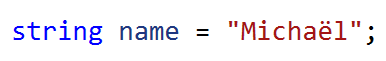 string name = "Michaël";